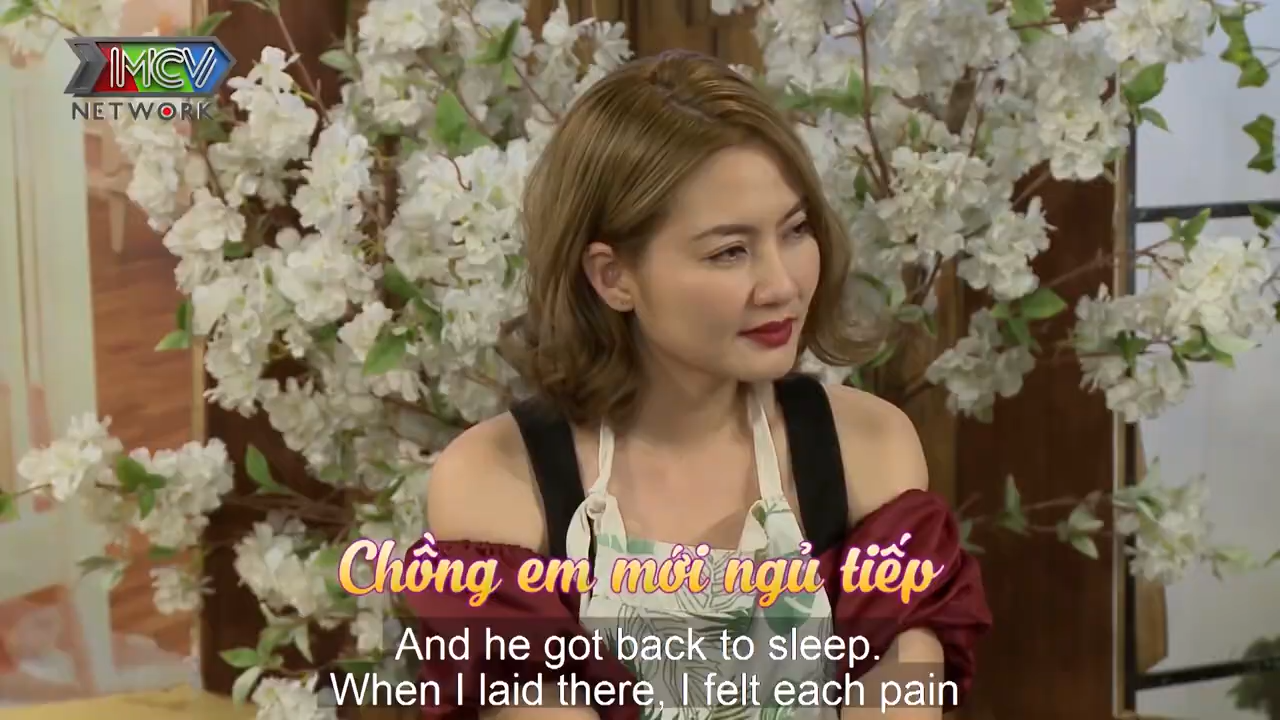 MCV
NETWORK
Chồng em mới ngủ tiếp
And he got back to sleep.
When I laid there, I felt each pain